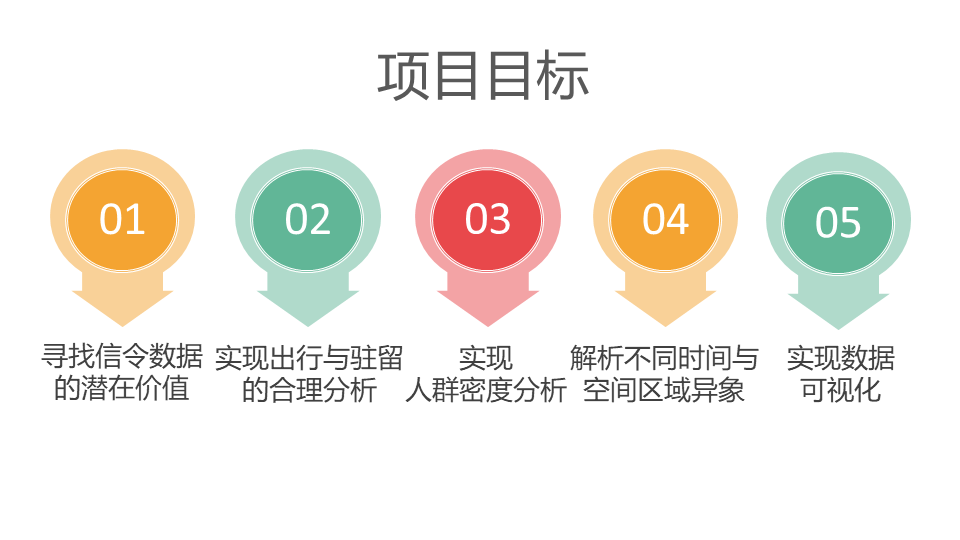 项目目标
01
寻找信令数据
的潜在价值
02
实现出行与驻留
的合理分析
03
实现
人群密度分析
04
解析不同时间与
空间区域异象
05
实现数据
可视化